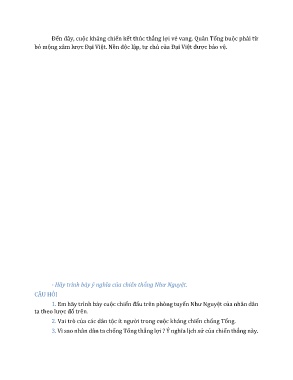 Đến đây, cuộc kháng chiến kết thúc thắng lợi vẻ vang. Quân Tống buộc phải từ
bỏ mộng xâm lược Đại Việt. Nền độc lập, tự chủ của Đại Việt được bảo vệ.
- Hãy trình bày ý nghĩa của chiến thắng Như Nguyệt.
CÂU HỎI
1. Em hãy trình bày cuộc chiến đấu trên phòng tuyến Như Nguyệt của nhân dân
ta theo lược đồ trên.
2. Vai trò của các dân tộc ít người trong cuộc kháng chiến chống Tống.
3. Vì sao nhân dân ta chống Tống thắng lợi ? Ý nghĩa lịch sử của chiến thắng này.